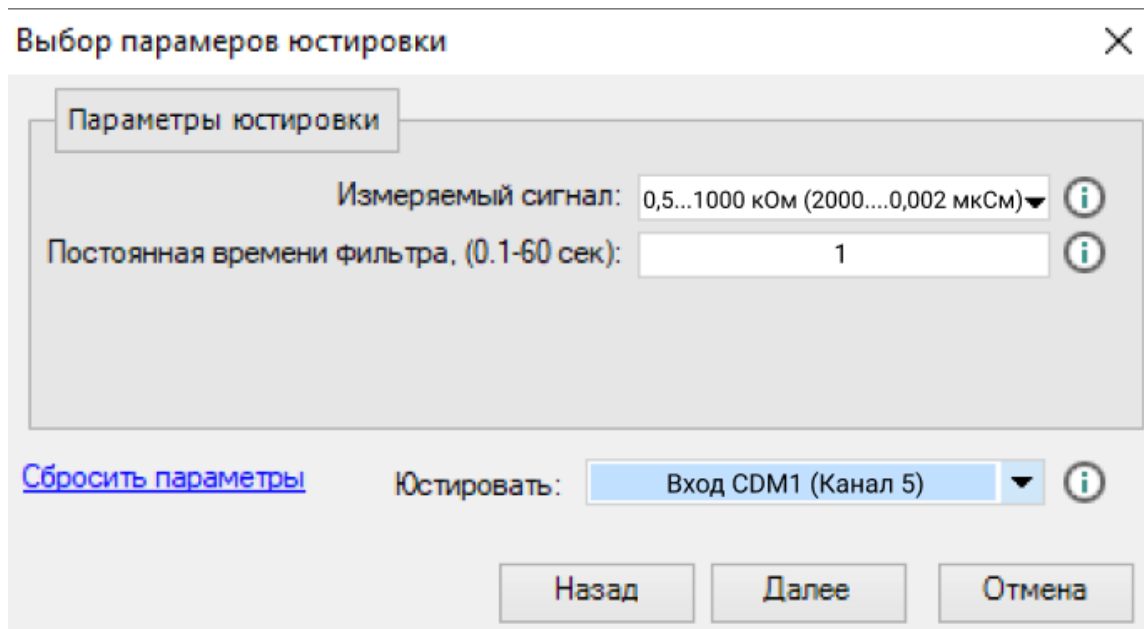 Выбор парамеров юстировки
Параметры юстировки
Измеряемый сигнал: 0,5...1000 кОм (2000....0,002 мкСм)
Постоянная времени фильтра, (0.1-60 сек): 1
Сбросить параметры Юстировать: Вход CDM1 (Канал 5)
Назад Далее Отмена